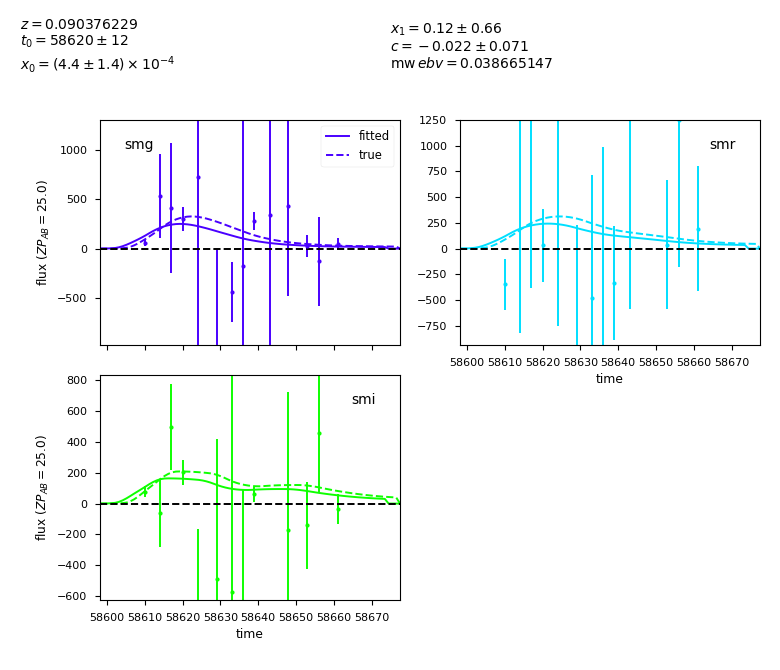 z = 0.090376229
t₀ = 58620 ± 12
x₀ = (4.4 ± 1.4) × 10⁻⁴
x₁ = 0.12 ± 0.66
c = −0.022 ± 0.071
mw ebv = 0.038665147
smg
fitted
true
1000
500
0
−500
flux (ZP_AB = 25.0)
smr
1250
1000
750
500
250
0
−250
−500
−750
58600 58610 58620 58630 58640 58650 58660 58670
time
smi
800
600
400
200
0
−200
−400
−600
flux (ZP_AB = 25.0)
58600 58610 58620 58630 58640 58650 58660 58670
time